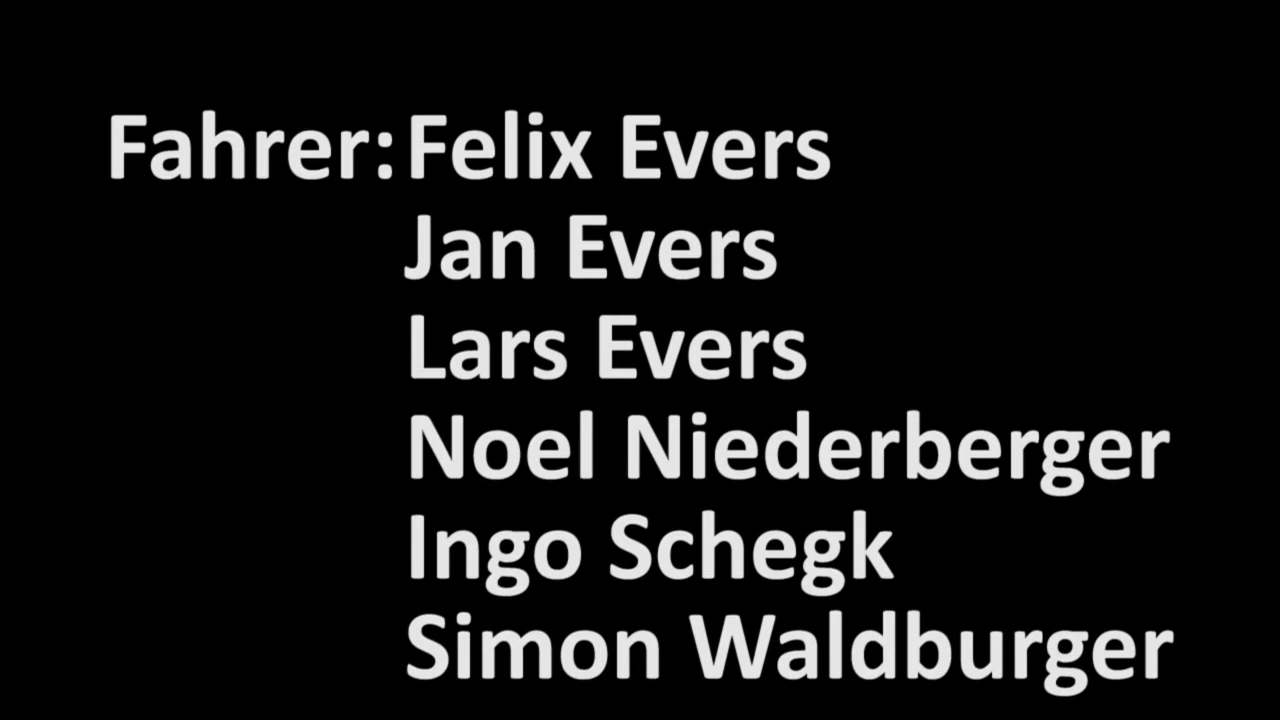 Fahrer: Felix Evers
Jan Evers
Lars Evers
Noel Niederberger
Ingo Schegk
Simon Waldburger